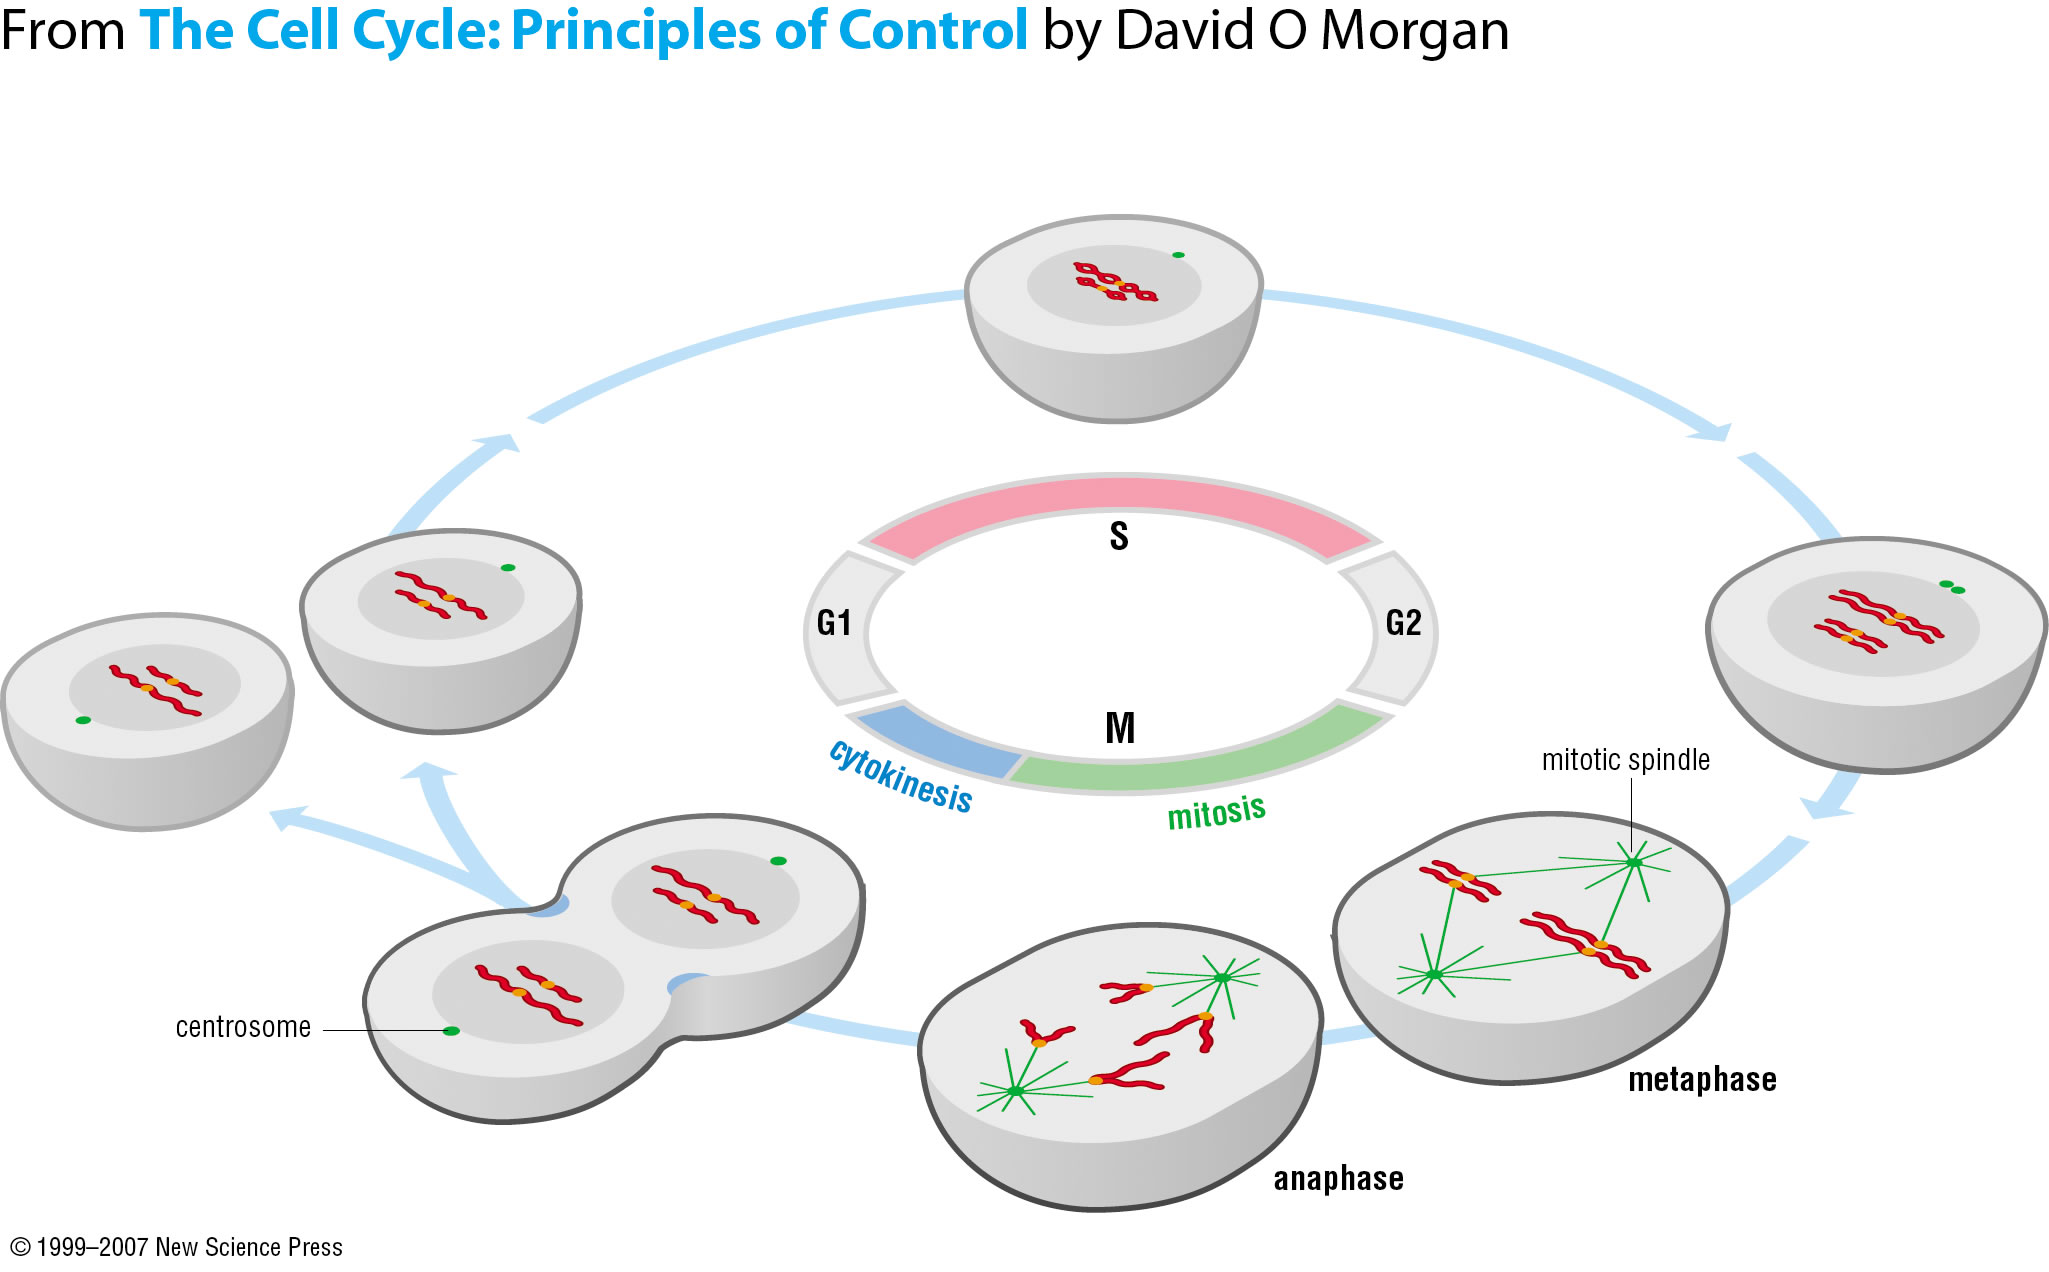 From The Cell Cycle: Principles of Control by David O Morgan
S
G1
G2
M
cytokinesis
mitosis
mitotic spindle
centrosome
metaphase
anaphase
© 1999–2007 New Science Press